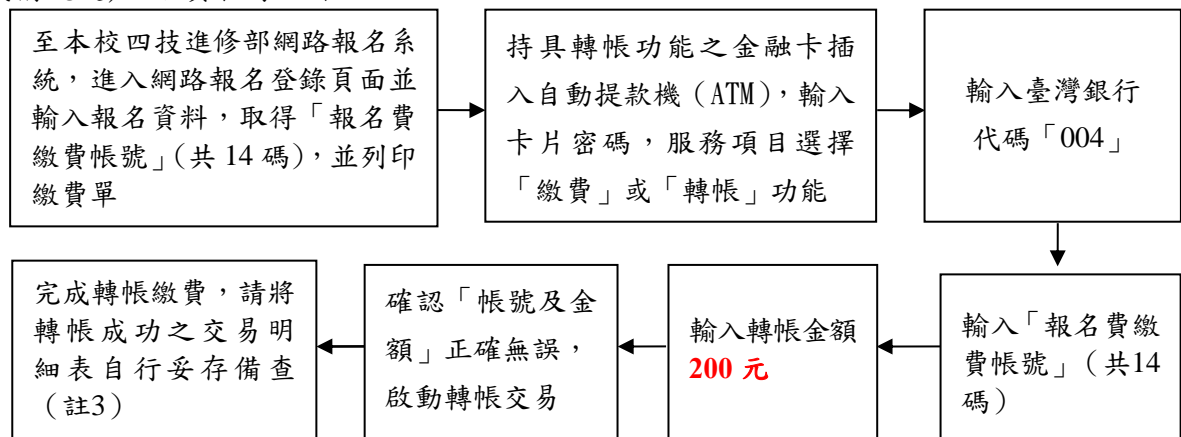 至本校四技進修部網路報名系
統，進入網路報名登錄頁面並
輸入報名資料，取得「報名費
繳費帳號」(共 14 碼)，並列印
繳費單
持具轉帳功能之金融卡插
入自動提款機（ATM），輸入
卡片密碼，服務項目選擇
「繳費」或「轉帳」功能
輸入臺灣銀行
代碼「004」
輸入「報名費繳
費帳號」（共14
碼）
輸入轉帳金額
200 元
確認「帳號及金
額」正確無誤，
啟動轉帳交易
完成轉帳繳費，請將
轉帳成功之交易明
細表自行妥存備查
（註3）